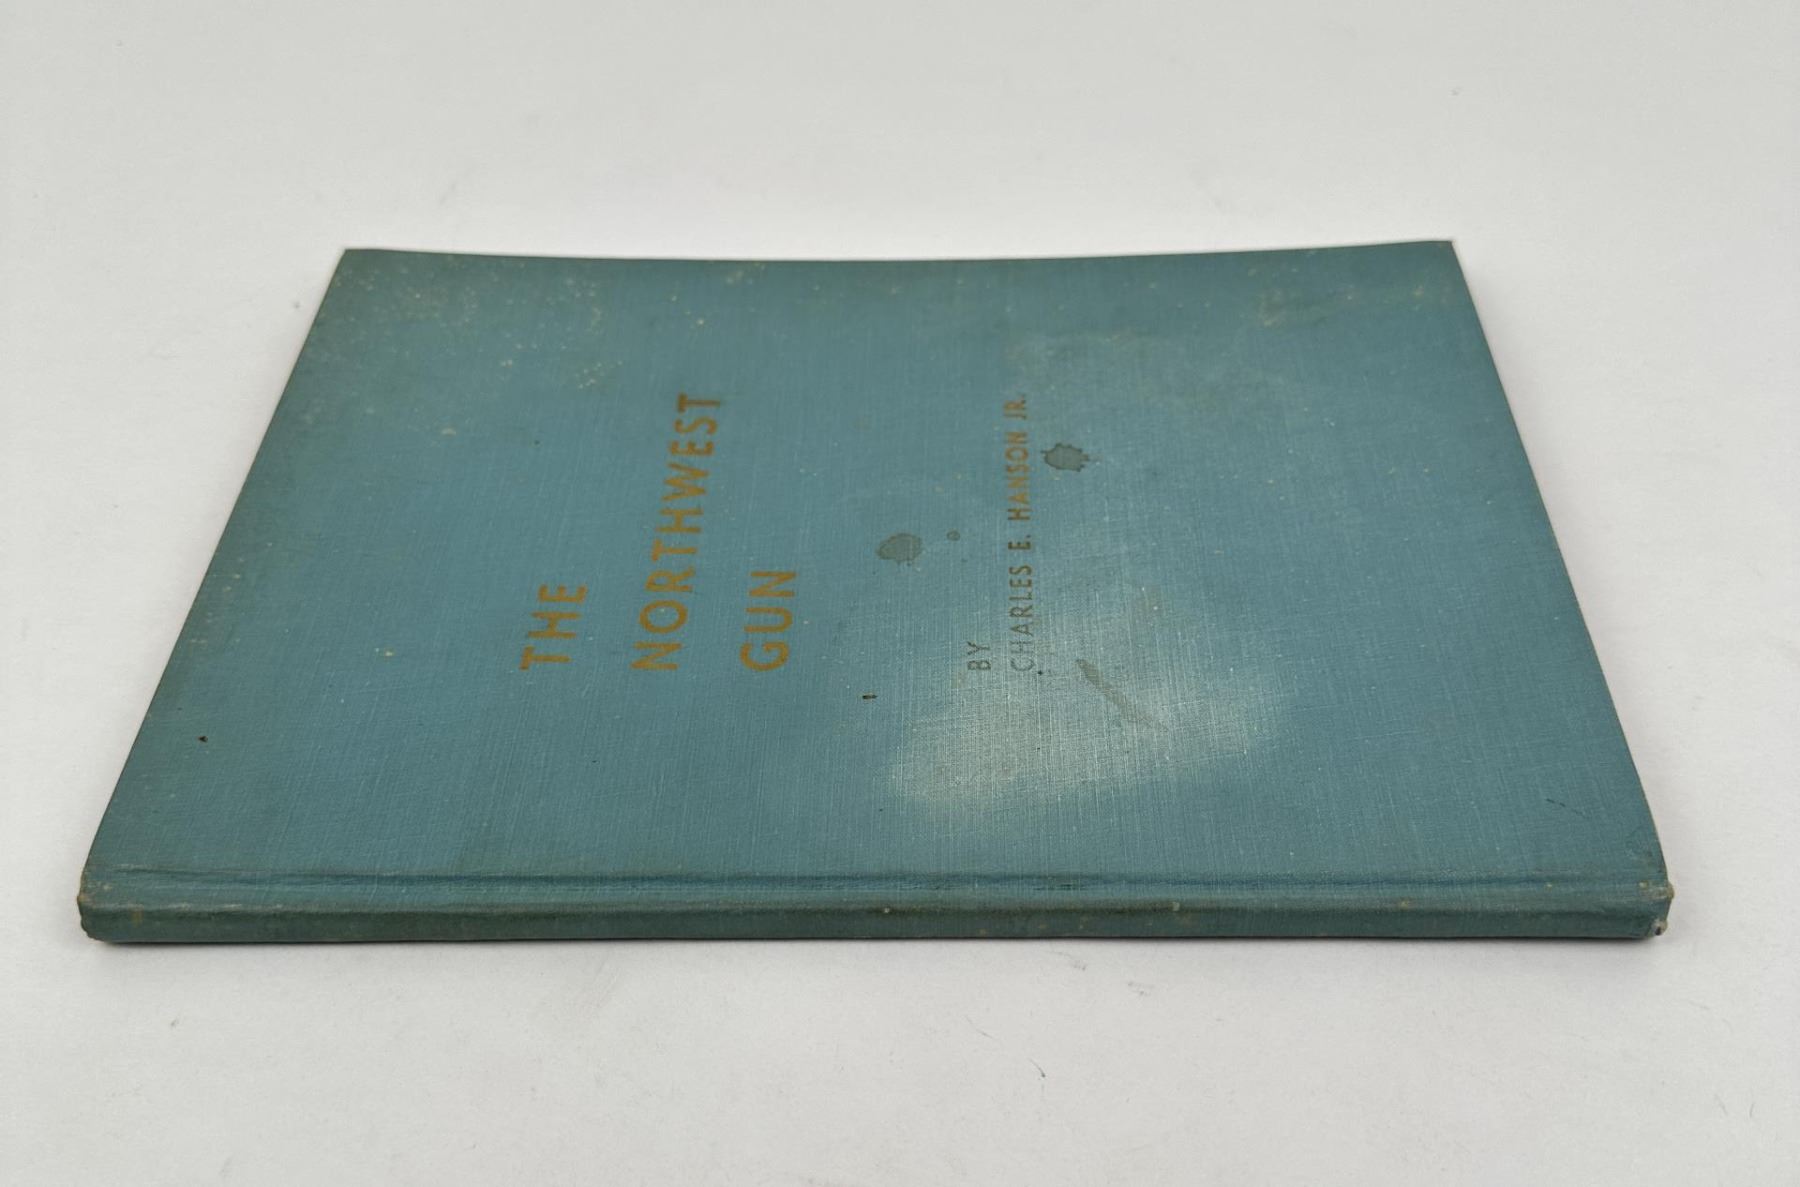 THE
NORTHWEST
GUN
BY
CHARLES E. HANSON JR.